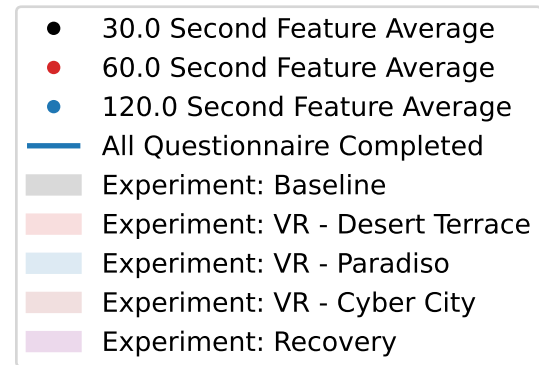 30.0 Second Feature Average
60.0 Second Feature Average
120.0 Second Feature Average
All Questionnaire Completed
Experiment: Baseline
Experiment: VR - Desert Terrace
Experiment: VR - Paradiso
Experiment: VR - Cyber City
Experiment: Recovery